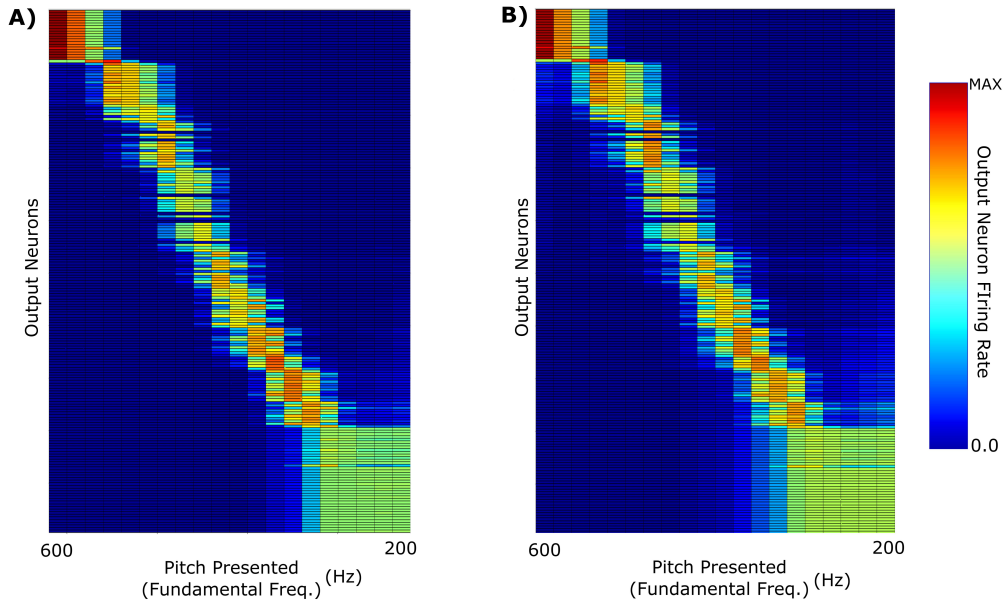 A)
B)
Output Neurons
600
200
Pitch Presented
(Fundamental Freq.) (Hz)
Output Neurons
600
200
Pitch Presented
(Fundamental Freq.) (Hz)
MAX
0.0
Output Neuron FIring Rate